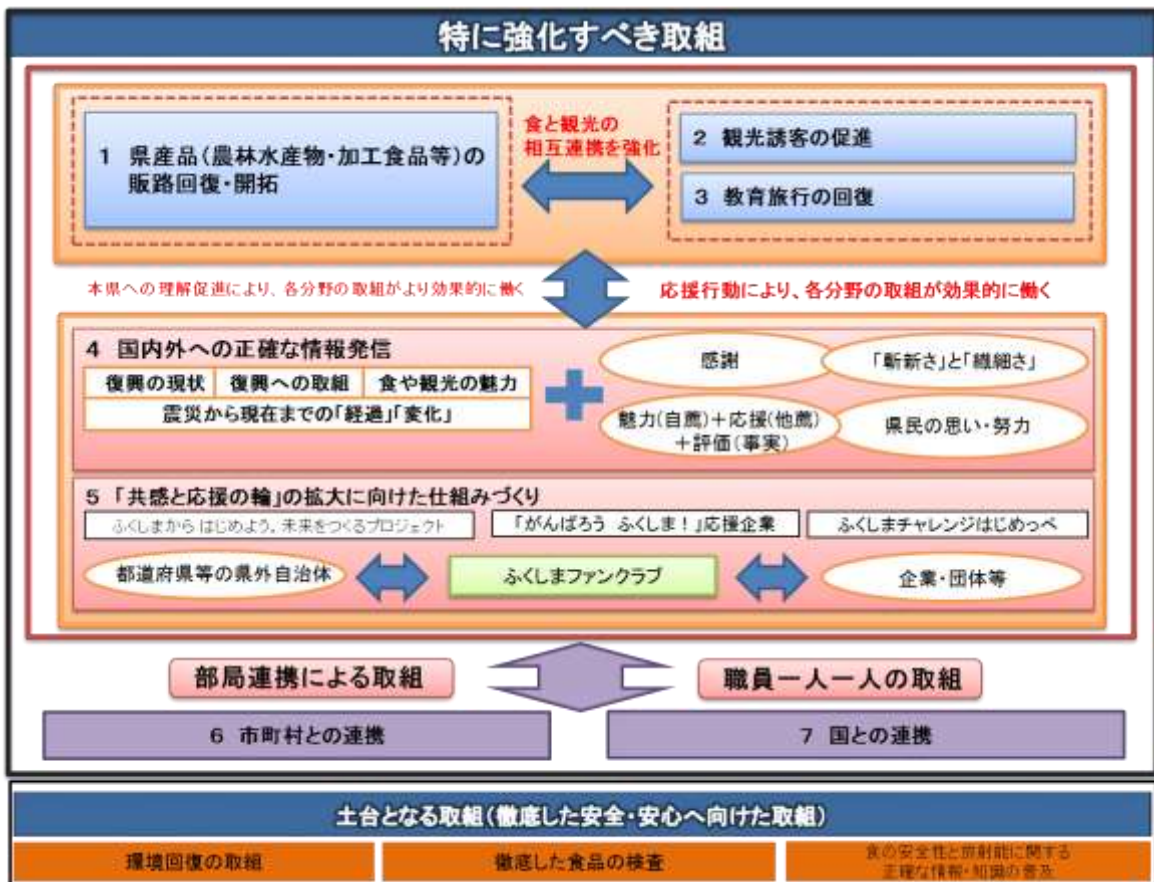 特に強化すべき取組
1 県産品(農林水産物・加工食品等)の
販路回復・開拓
食と観光の
相互連携を強化
2 観光誘客の促進
3 教育旅行の回復
本県への理解促進により、各分野の取組がより効果的に働く
応援行動により、各分野の取組が効果的に働く
4 国内外への正確な情報発信
復興の現状
復興への取組
食や観光の魅力
震災から現在までの「経過」「変化」
感謝
「斬新さ」と「繊細さ」
魅力(自薦)+応援(他薦)
+評価(事実)
県民の思い・努力
5 「共感と応援の輪」の拡大に向けた仕組みづくり
ふくしまから はじめよう。未来をつくるプロジェクト
「がんばろう ふくしま!」応援企業
ふくしまチャレンジはじめっぺ
都道府県等の県外自治体
ふくしまファンクラブ
企業・団体等
部局連携による取組
職員一人一人の取組
6 市町村との連携
7 国との連携
土台となる取組(徹底した安全・安心へ向けた取組)
環境回復の取組
徹底した食品の検査
食の安全性と放射能に関する
正確な情報・知識の普及